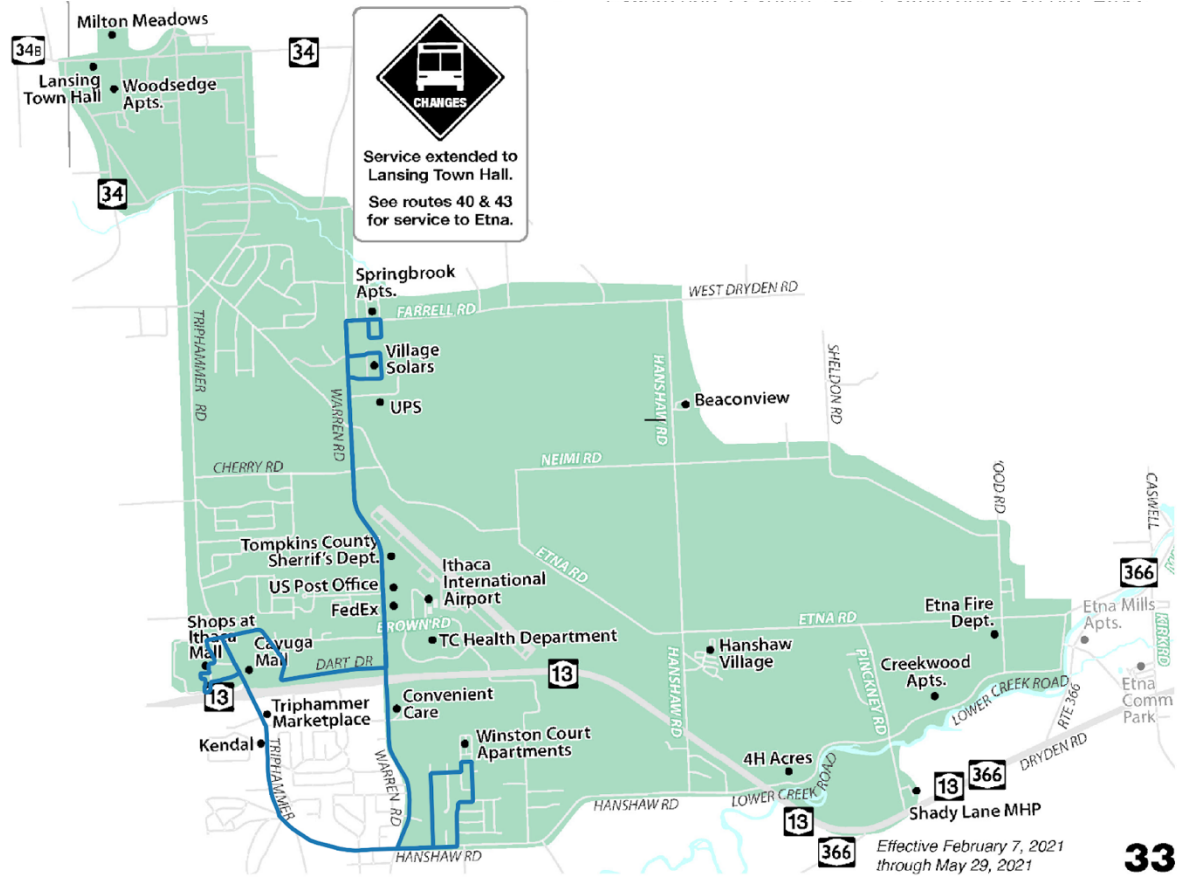 Milton Meadows
34B
34
Lansing
Town Hall
Woodsedge
Apts.
34
CHANGES
Service extended to
Lansing Town Hall.
See routes 40 & 43
for service to Etna.
Springbrook
Apts.
FARRELL RD
WEST DRYDEN RD
TRIPHAMMER RD
Village
Solars
WARREN RD
UPS
HANSHAW RD
Beaconview
SHELDON RD
CHERRY RD
NEIMI RD
OOD RD
CASWELL
Tompkins County
Sherrif's Dept.
US Post Office
FedEx
Ithaca
International
Airport
ETNA RD
366
BROWN RD
TC Health Department
Shops at
Ithaca
Mall
Cayuga
Mall
DART DR
13
13
ETNA RD
Etna Fire
Dept.
Etna Mills
Apts.
KIRK RD
Hanshaw
Village
HANSHAW RD
PINCKNEY RD
Creekwood
Apts.
LOWER CREEK ROAD
RTE 366
Etna
Comm
Park
Triphammer
Marketplace
Convenient
Care
Kendal
TRIPHAMMER
WARREN RD
Winston Court
Apartments
4H Acres
LOWER CREEK ROAD
DRYDEN RD
13
366
Shady Lane MHP
HANSHAW RD
HANSHAW RD
13
366
Effective February 7, 2021
through May 29, 2021
33